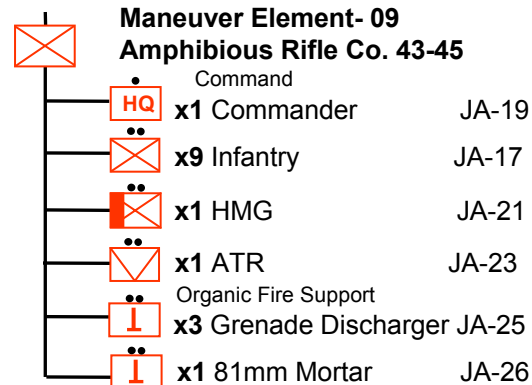 Maneuver Element- 09
Amphibious Rifle Co. 43-45
Command
HQ x1 Commander JA-19
x9 Infantry JA-17
x1 HMG JA-21
x1 ATR JA-23
Organic Fire Support
x3 Grenade Discharger JA-25
x1 81mm Mortar JA-26